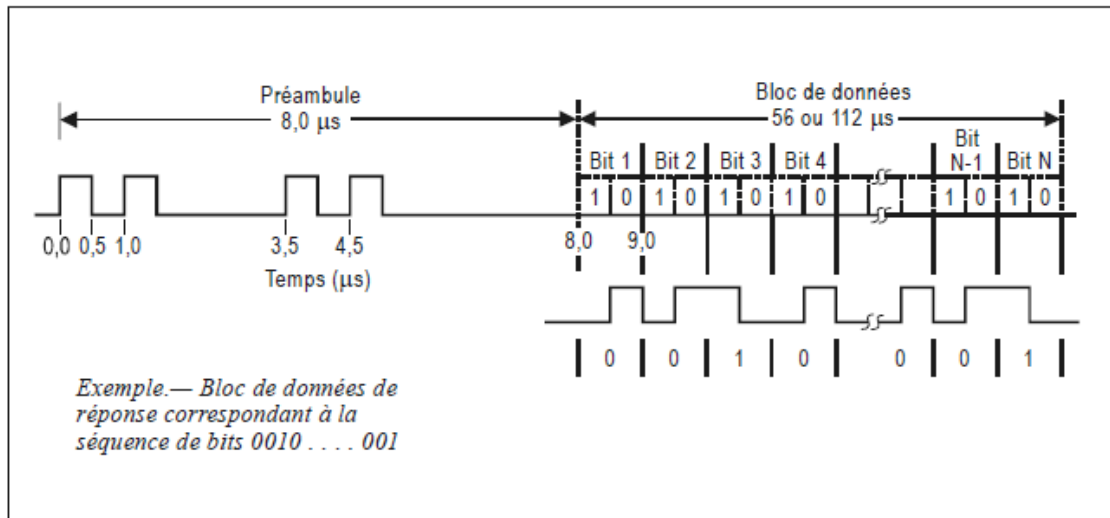 Préambule
8,0 µs
Bloc de données
56 ou 112 µs
Bit 1 Bit 2 Bit 3 Bit 4 Bit N-1 Bit N
1 0 1 0 1 0 1 0 1 0 1 0
0,0 0,5 1,0 3,5 4,5 8,0 9,0
Temps (µs)
0 0 1 0 0 0 1
Exemple.— Bloc de données de
réponse correspondant à la
séquence de bits 0010 . . . . 001